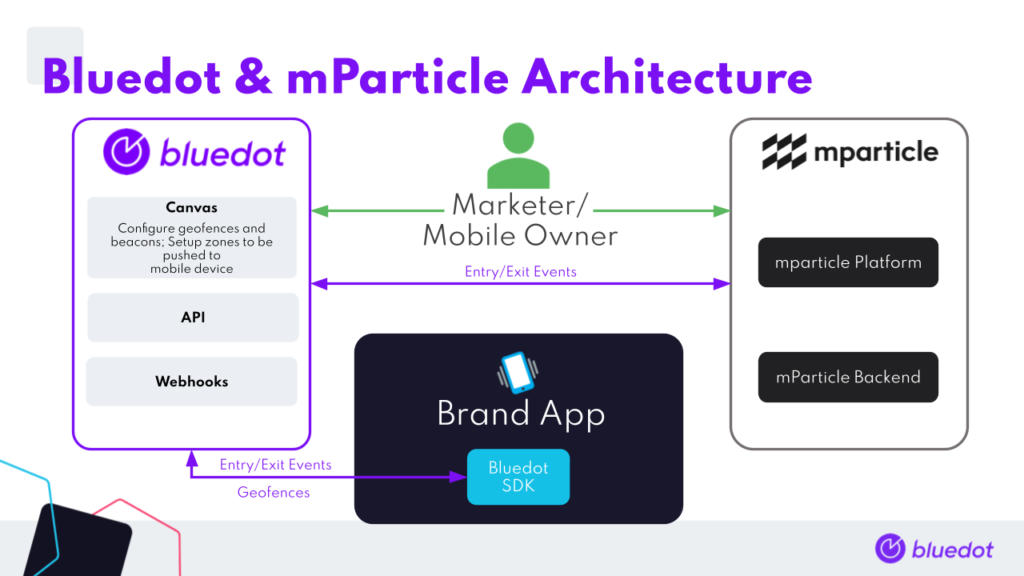 Bluedot & mParticle Architecture
bluedot
Canvas
Configure geofences and
beacons; Setup zones to be
pushed to
mobile device
API
Webhooks
Marketer/
Mobile Owner
Entry/Exit Events
mparticle
mparticle Platform
mParticle Backend
Brand App
Bluedot
SDK
Entry/Exit Events
Geofences
bluedot